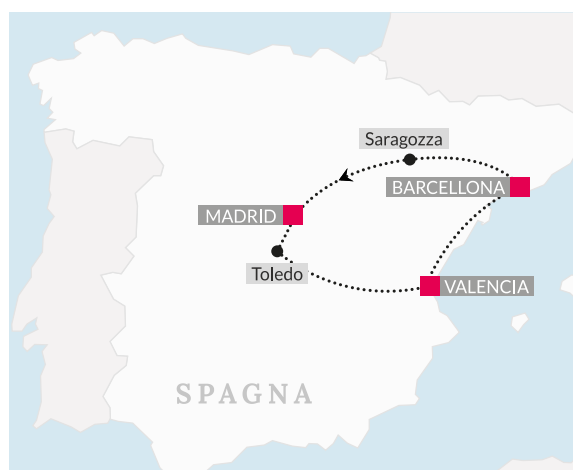 Saragozza
BARCELLONA
MADRID
Toledo
VALENCIA
SPAGNA